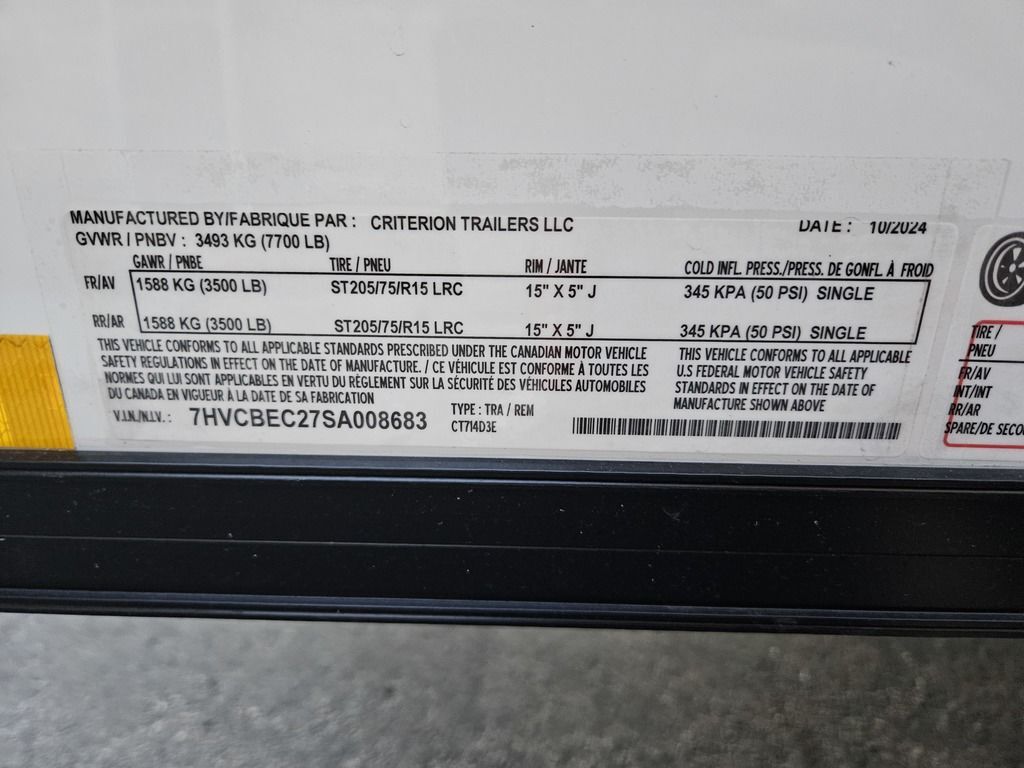 MANUFACTURED BY/FABRIQUE PAR : CRITERION TRAILERS LLC DATE : 10/2024
GVWR / PNBV : 3493 KG (7700 LB)
GAWR / PNBE TIRE / PNEU RIM / JANTE COLD INFL. PRESS./PRESS. DE GONFL. À FROID
FR/AV 1588 KG (3500 LB) ST205/75/R15 LRC 15" X 5" J 345 KPA (50 PSI) SINGLE
RR/AR 1588 KG (3500 LB) ST205/75/R15 LRC 15" X 5" J 345 KPA (50 PSI) SINGLE
THIS VEHICLE CONFORMS TO ALL APPLICABLE STANDARDS PRESCRIBED UNDER THE CANADIAN MOTOR VEHICLE
SAFETY REGULATIONS IN EFFECT ON THE DATE OF MANUFACTURE. / CE VÉHICULE EST CONFORME À TOUTES LES
NORMES QUI LUI SONT APPLICABLES EN VERTU DU RÈGLEMENT SUR LA SÉCURITÉ DES VÉHICULES AUTOMOBILES
DU CANADA EN VIGUEUR À LA DATE DE SA FABRICATION
THIS VEHICLE CONFORMS TO ALL APPLICABLE
U.S FEDERAL MOTOR VEHICLE SAFETY
STANDARDS IN EFFECT ON THE DATE OF
MANUFACTURE SHOWN ABOVE
V.I.N./N.I.V. : 7HVCBEC27SA008683 TYPE : TRA / REM
CT714D3E
TIRE /
PNEU
FR/AV
INT/INT
RR/AR
SPARE/DE SECO